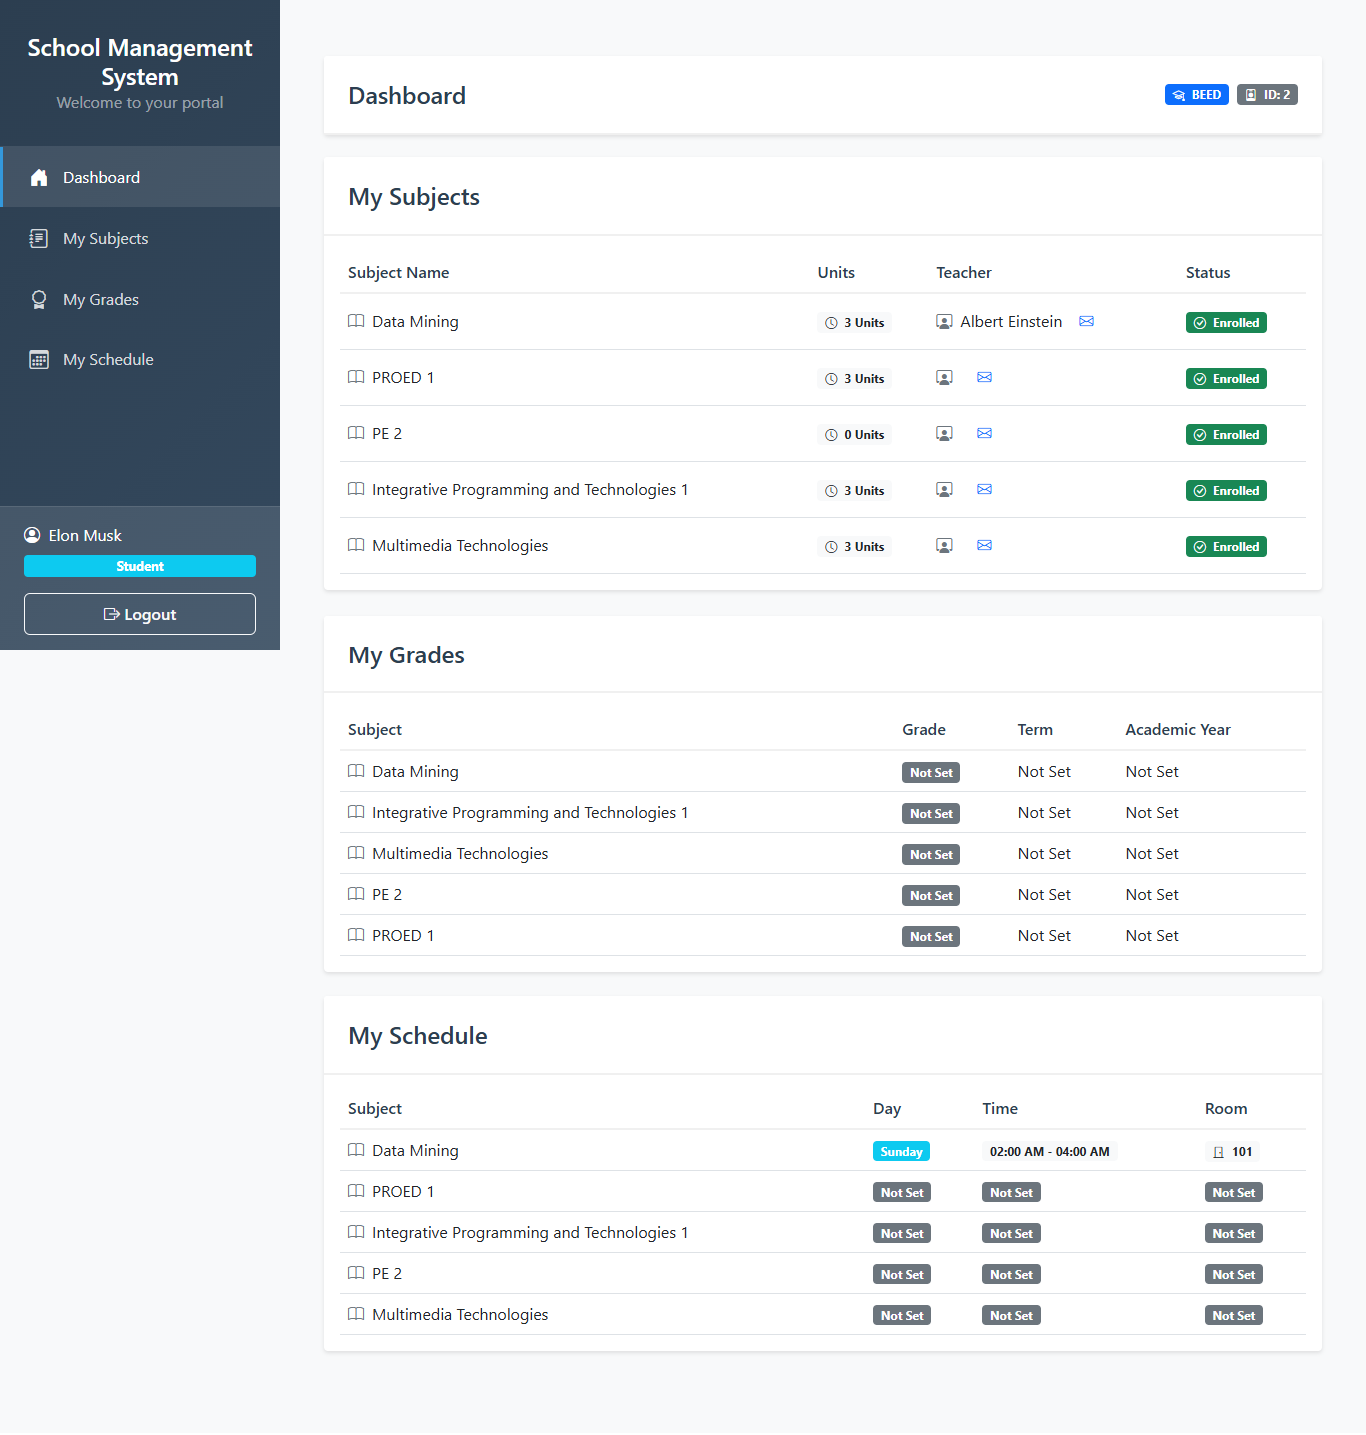 School Management
System
Welcome to your portal
Dashboard
My Subjects
My Grades
My Schedule
Elon Musk
Student
Logout
Dashboard
BEED ID: 2
My Subjects
Subject Name Units Teacher Status
Data Mining 3 Units Albert Einstein Enrolled
PROED 1 3 Units Enrolled
PE 2 0 Units Enrolled
Integrative Programming and Technologies 1 3 Units Enrolled
Multimedia Technologies 3 Units Enrolled
My Grades
Subject Grade Term Academic Year
Data Mining Not Set Not Set Not Set
Integrative Programming and Technologies 1 Not Set Not Set Not Set
Multimedia Technologies Not Set Not Set Not Set
PE 2 Not Set Not Set Not Set
PROED 1 Not Set Not Set Not Set
My Schedule
Subject Day Time Room
Data Mining Sunday 02:00 AM - 04:00 AM 101
PROED 1 Not Set Not Set Not Set
Integrative Programming and Technologies 1 Not Set Not Set Not Set
PE 2 Not Set Not Set Not Set
Multimedia Technologies Not Set Not Set Not Set